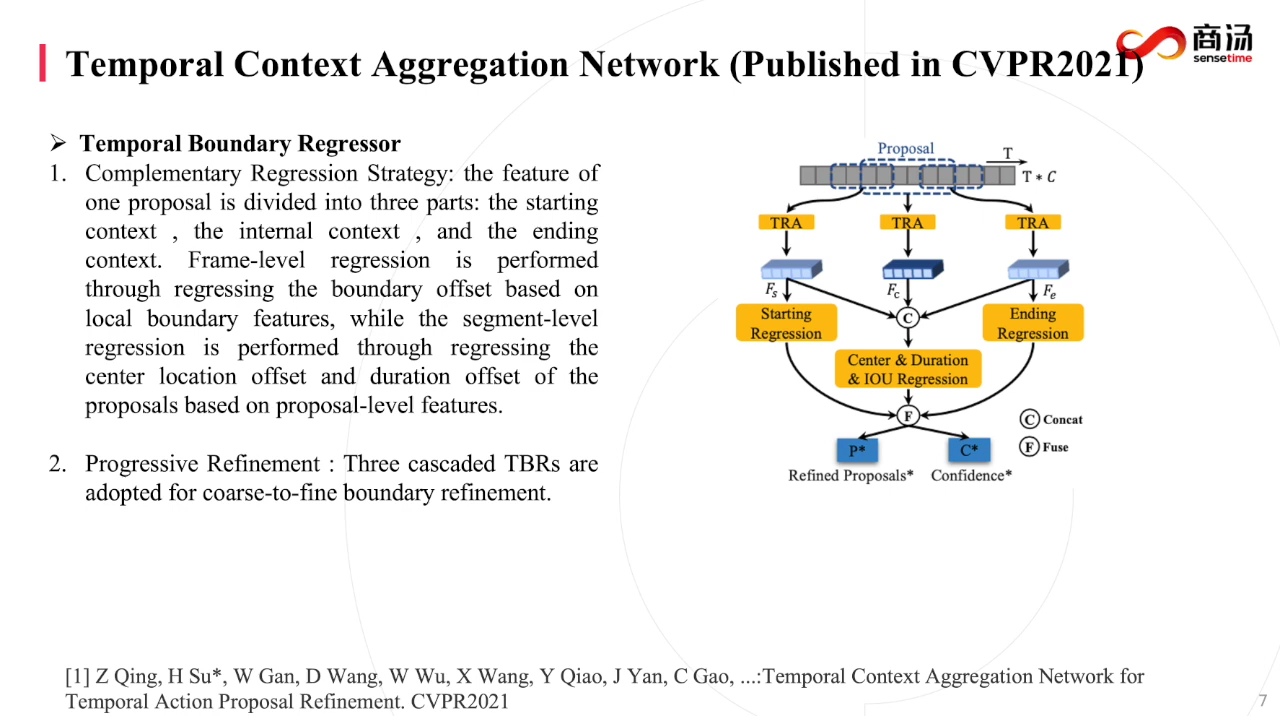 Temporal Context Aggregation Network (Published in CVPR2021)
商汤
sensetime
➢ Temporal Boundary Regressor
1. Complementary Regression Strategy: the feature of
one proposal is divided into three parts: the starting
context , the internal context , and the ending
context. Frame-level regression is performed
through regressing the boundary offset based on
local boundary features, while the segment-level
regression is performed through regressing the
center location offset and duration offset of the
proposals based on proposal-level features.
2. Progressive Refinement : Three cascaded TBRs are
adopted for coarse-to-fine boundary refinement.
Proposal
T
T * C
TRA TRA TRA
Fs Fc Fe
Starting
Regression
C
Ending
Regression
Center & Duration
& IOU Regression
F
C Concat
F Fuse
P* C*
Refined Proposals* Confidence*
[1] Z Qing, H Su*, W Gan, D Wang, W Wu, X Wang, Y Qiao, J Yan, C Gao, ...:Temporal Context Aggregation Network for
Temporal Action Proposal Refinement. CVPR2021
7